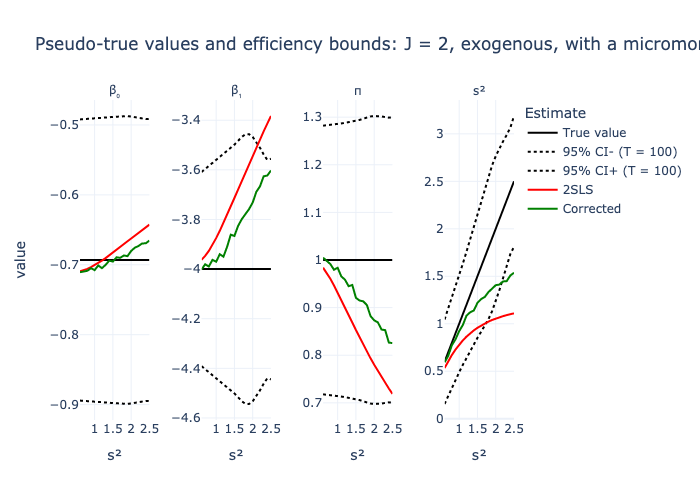 Pseudo-true values and efficiency bounds: J = 2, exogenous, with a micromor
β₀
β₁
π
s²
Estimate
True value
95% CI- (T = 100)
95% CI+ (T = 100)
2SLS
Corrected
value
−0.5
−0.6
−0.7
−0.8
−0.9
−3.4
−3.6
−3.8
−4
−4.2
−4.4
−4.6
1.3
1.2
1.1
1
0.9
0.8
0.7
3
2.5
2
1.5
1
0.5
0
1 1.5 2 2.5
1 1.5 2 2.5
1 1.5 2 2.5
1 1.5 2 2.5
s²
s²
s²
s²